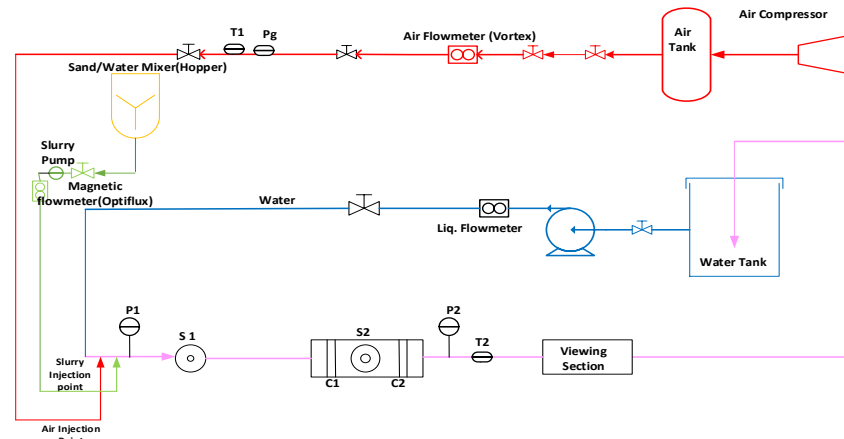 Air Compressor
T1
Pg
Air Flowmeter (Vortex)
Air
Tank
Sand/Water Mixer(Hopper)
Slurry
Pump
Magnetic
flowmeter(Optiflux)
Water
Liq. Flowmeter
Water Tank
P1
P2
S 1
S2
T2
Viewing
Section
Slurry
Injection
point
C1
C2
Air Injection